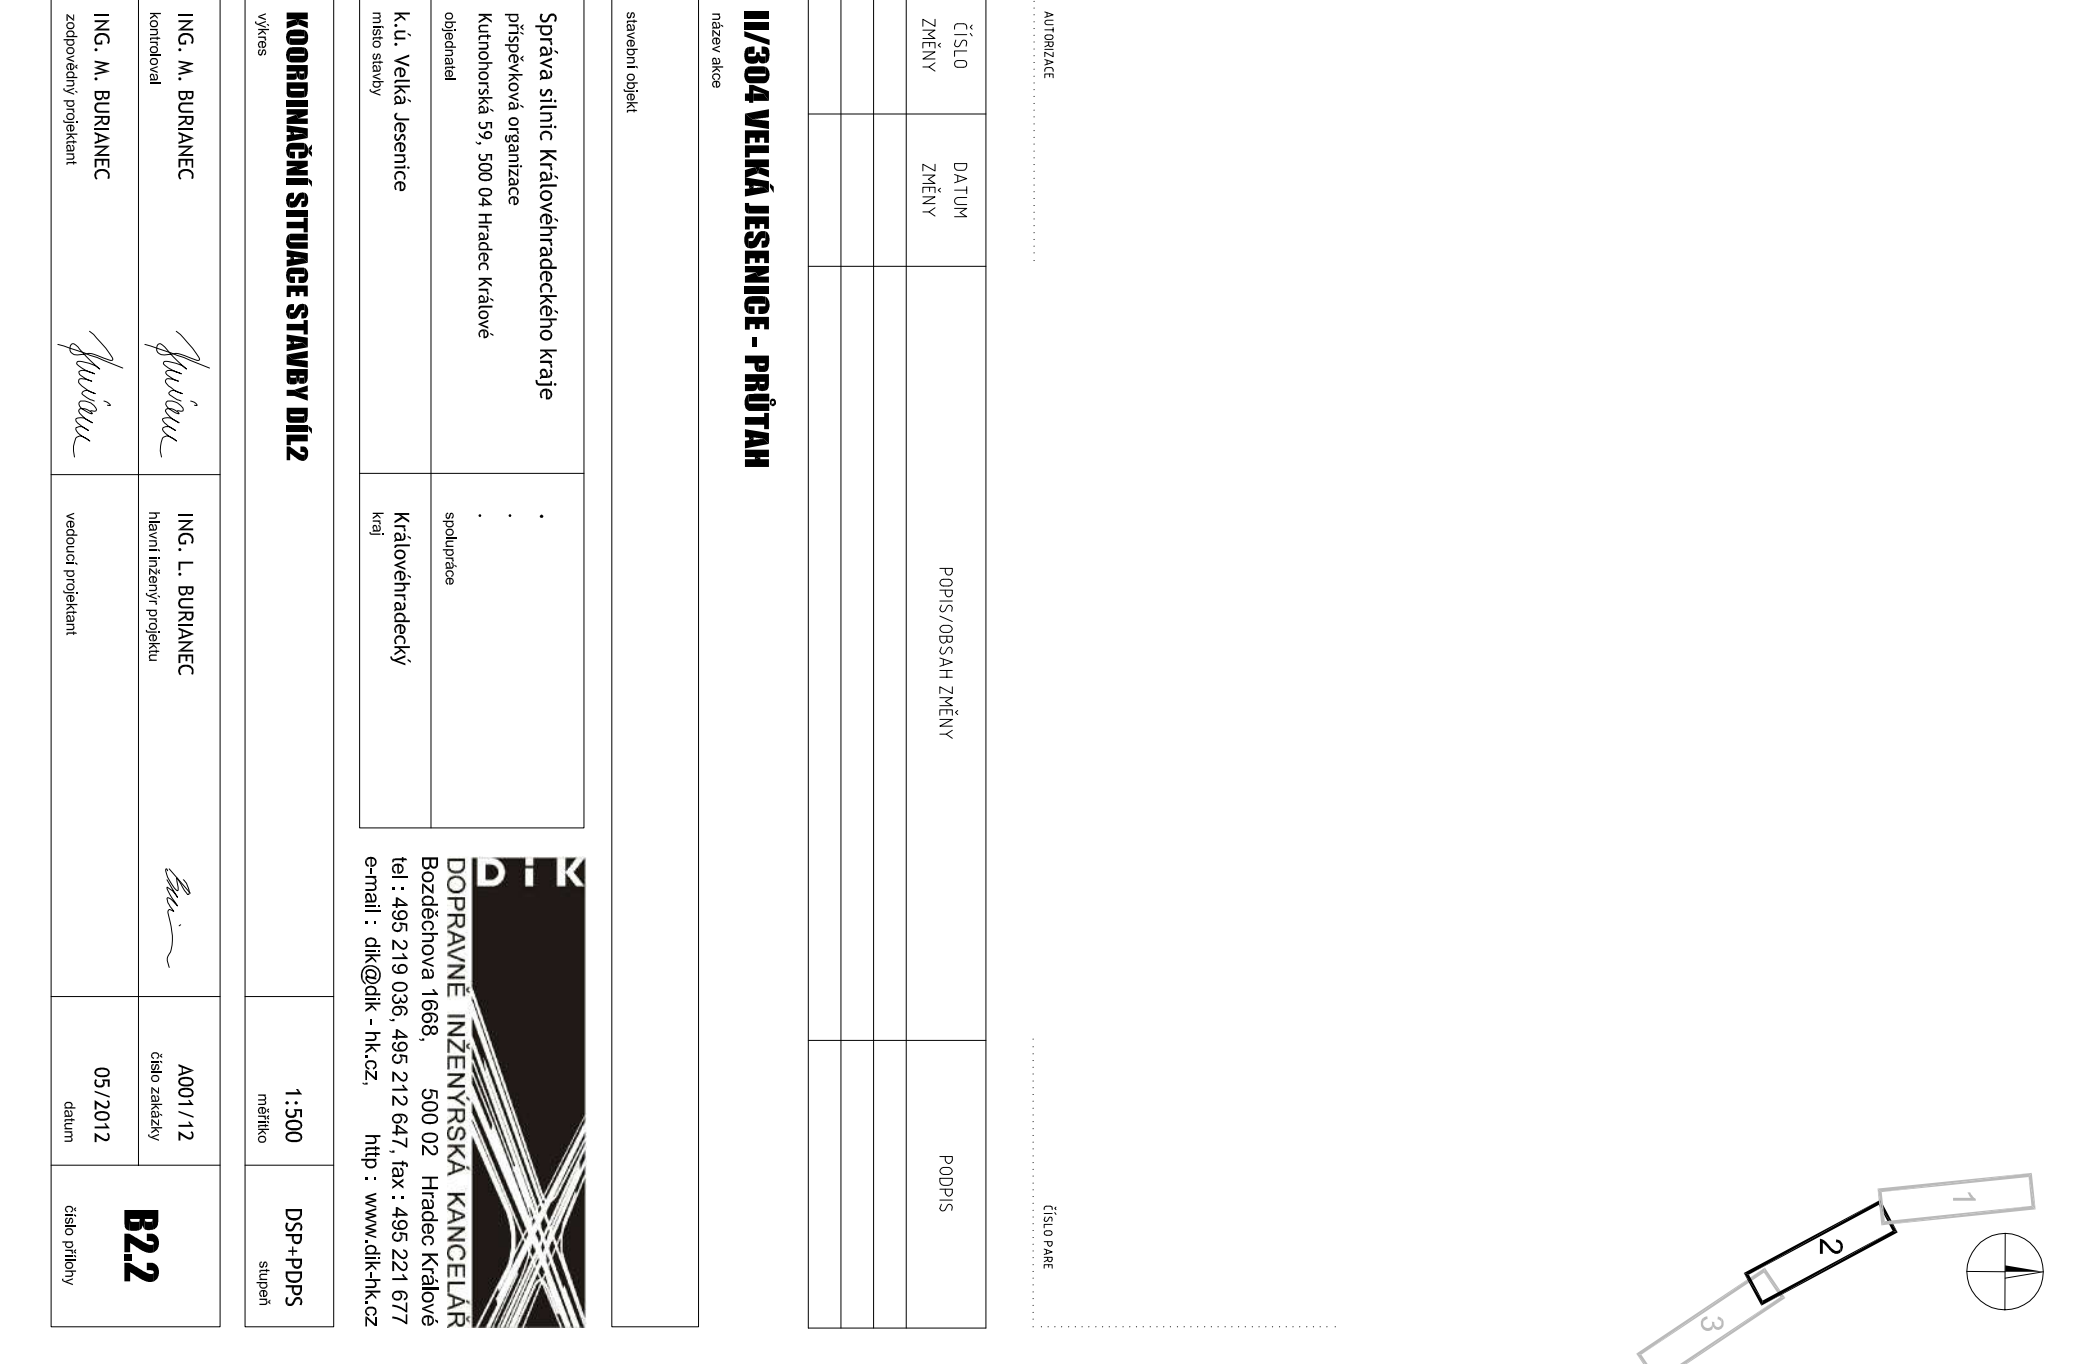 AUTORIZACE
ČÍSLO PARE
1
2
3
ČÍSLO
ZMĚNY
DATUM
ZMĚNY
POPIS/OBSAH ZMĚNY
PODPIS
II/304 VELKÁ JESENICE - PRŮTAH
název akce
stavební objekt
Správa silnic Královéhradeckého kraje
příspěvková organizace
Kutnohorská 59, 500 04 Hradec Králové
objednatel
.
.
.
spolupráce
k.ú. Velká Jesenice
místo stavby
Královéhradecký
kraj
DiK
DOPRAVNĚ INŽENÝRSKÁ KANCELÁŘ
Bozděchova 1668, 500 02 Hradec Králové
tel : 495 219 036, 495 212 647, fax : 495 221 677
e-mail : dik@dik - hk.cz, http : www.dik-hk.cz
KOORDINAČNÍ SITUACE STAVBY DÍL2
výkres
1:500
měřítko
DSP+PDPS
stupeň
ING. M. BURIANEC
kontroloval
ING. L. BURIANEC
hlavní inženýr projektu
A001/12
číslo zakázky
ING. M. BURIANEC
zodpovědný projektant
vedoucí projektant
05/2012
datum
B2.2
číslo přílohy